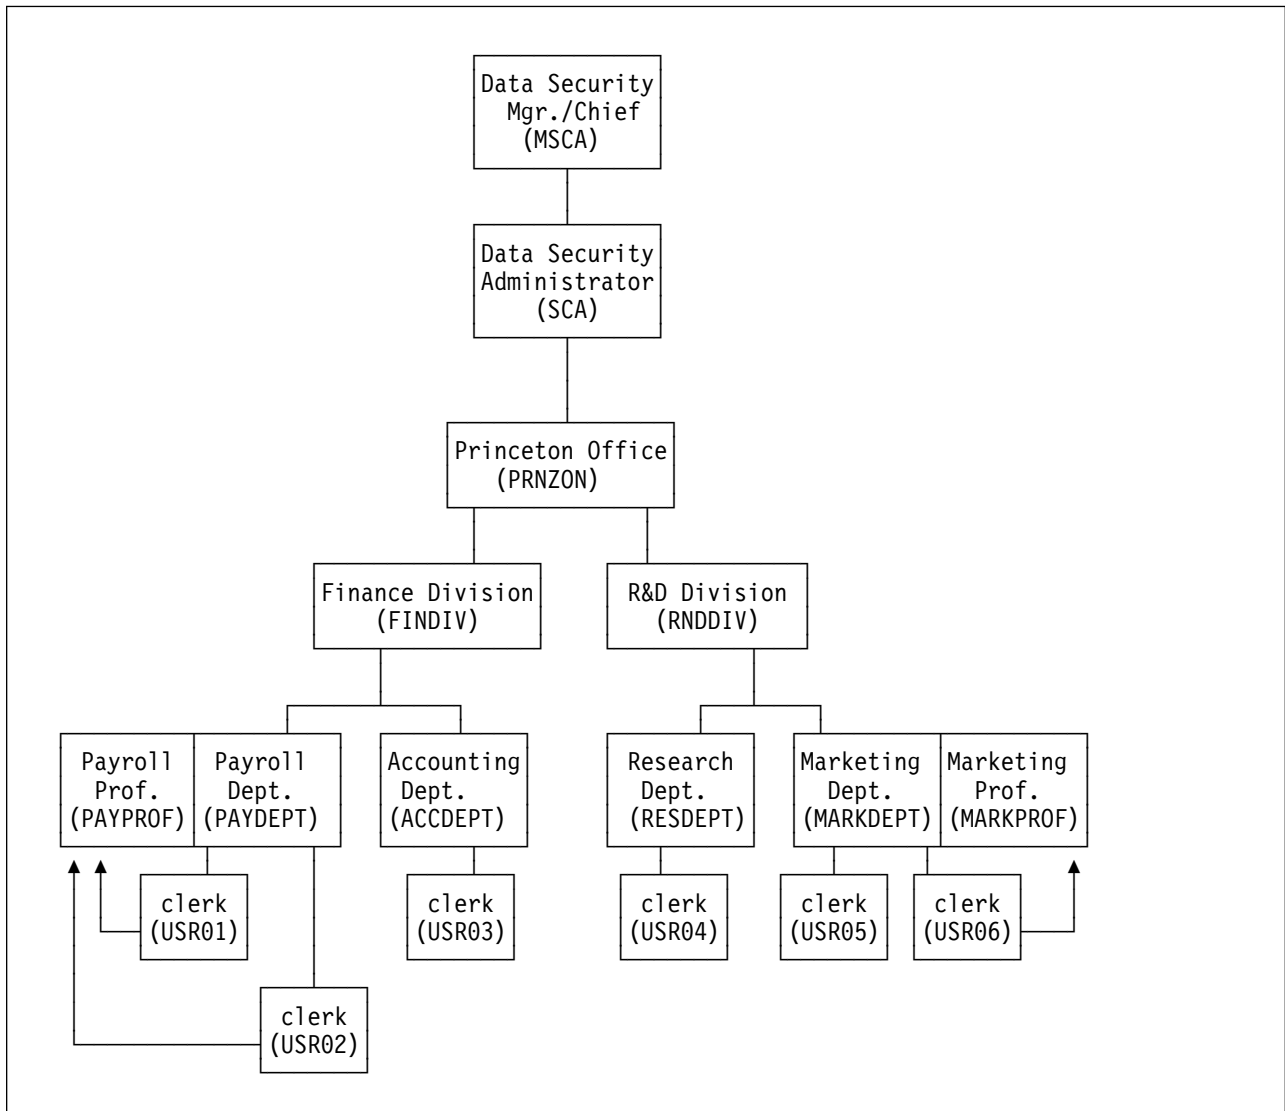 Data Security
Mgr./Chief
(MSCA)
Data Security
Administrator
(SCA)
Princeton Office
(PRNZON)
Finance Division
(FINDIV)
R&D Division
(RNDDIV)
Payroll
Prof.
(PAYPROF)
Payroll
Dept.
(PAYDEPT)
Accounting
Dept.
(ACCDEPT)
Research
Dept.
(RESDEPT)
Marketing
Dept.
(MARKDEPT)
Marketing
Prof.
(MARKPROF)
clerk
(USR01)
clerk
(USR03)
clerk
(USR04)
clerk
(USR05)
clerk
(USR06)
clerk
(USR02)